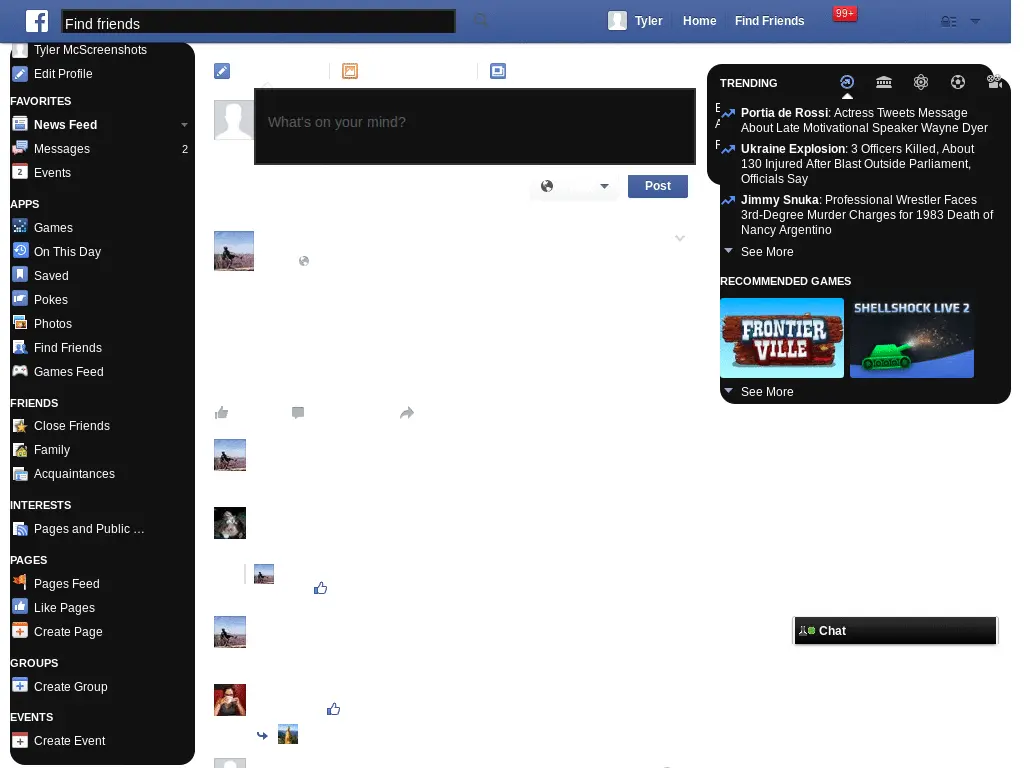 f
Find friends
Tyler
Home
Find Friends
99+
Tyler McScreenshots
Edit Profile
FAVORITES
News Feed
Messages 2
Events
APPS
Games
On This Day
Saved
Pokes
Photos
Find Friends
Games Feed
FRIENDS
Close Friends
Family
Acquaintances
INTERESTS
Pages and Public ...
PAGES
Pages Feed
Like Pages
Create Page
GROUPS
Create Group
EVENTS
Create Event
What's on your mind?
Post
TRENDING
Portia de Rossi: Actress Tweets Message
About Late Motivational Speaker Wayne Dyer
Ukraine Explosion: 3 Officers Killed, About
130 Injured After Blast Outside Parliament,
Officials Say
Jimmy Snuka: Professional Wrestler Faces
3rd-Degree Murder Charges for 1983 Death of
Nancy Argentino
See More
RECOMMENDED GAMES
FRONTIER
VILLE
SHELLSHOCK LIVE 2
See More
Chat